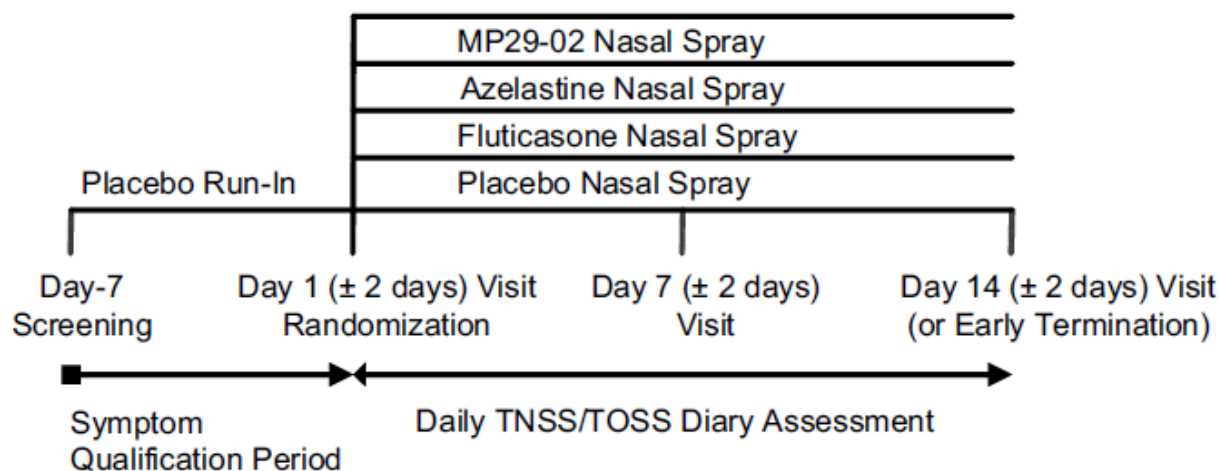 MP29-02 Nasal Spray
Azelastine Nasal Spray
Fluticasone Nasal Spray
Placebo Run-In
Placebo Nasal Spray
Day-7
Screening
Day 1 (± 2 days) Visit
Randomization
Day 7 (± 2 days)
Visit
Day 14 (± 2 days) Visit
(or Early Termination)
Symptom
Qualification Period
Daily TNSS/TOSS Diary Assessment